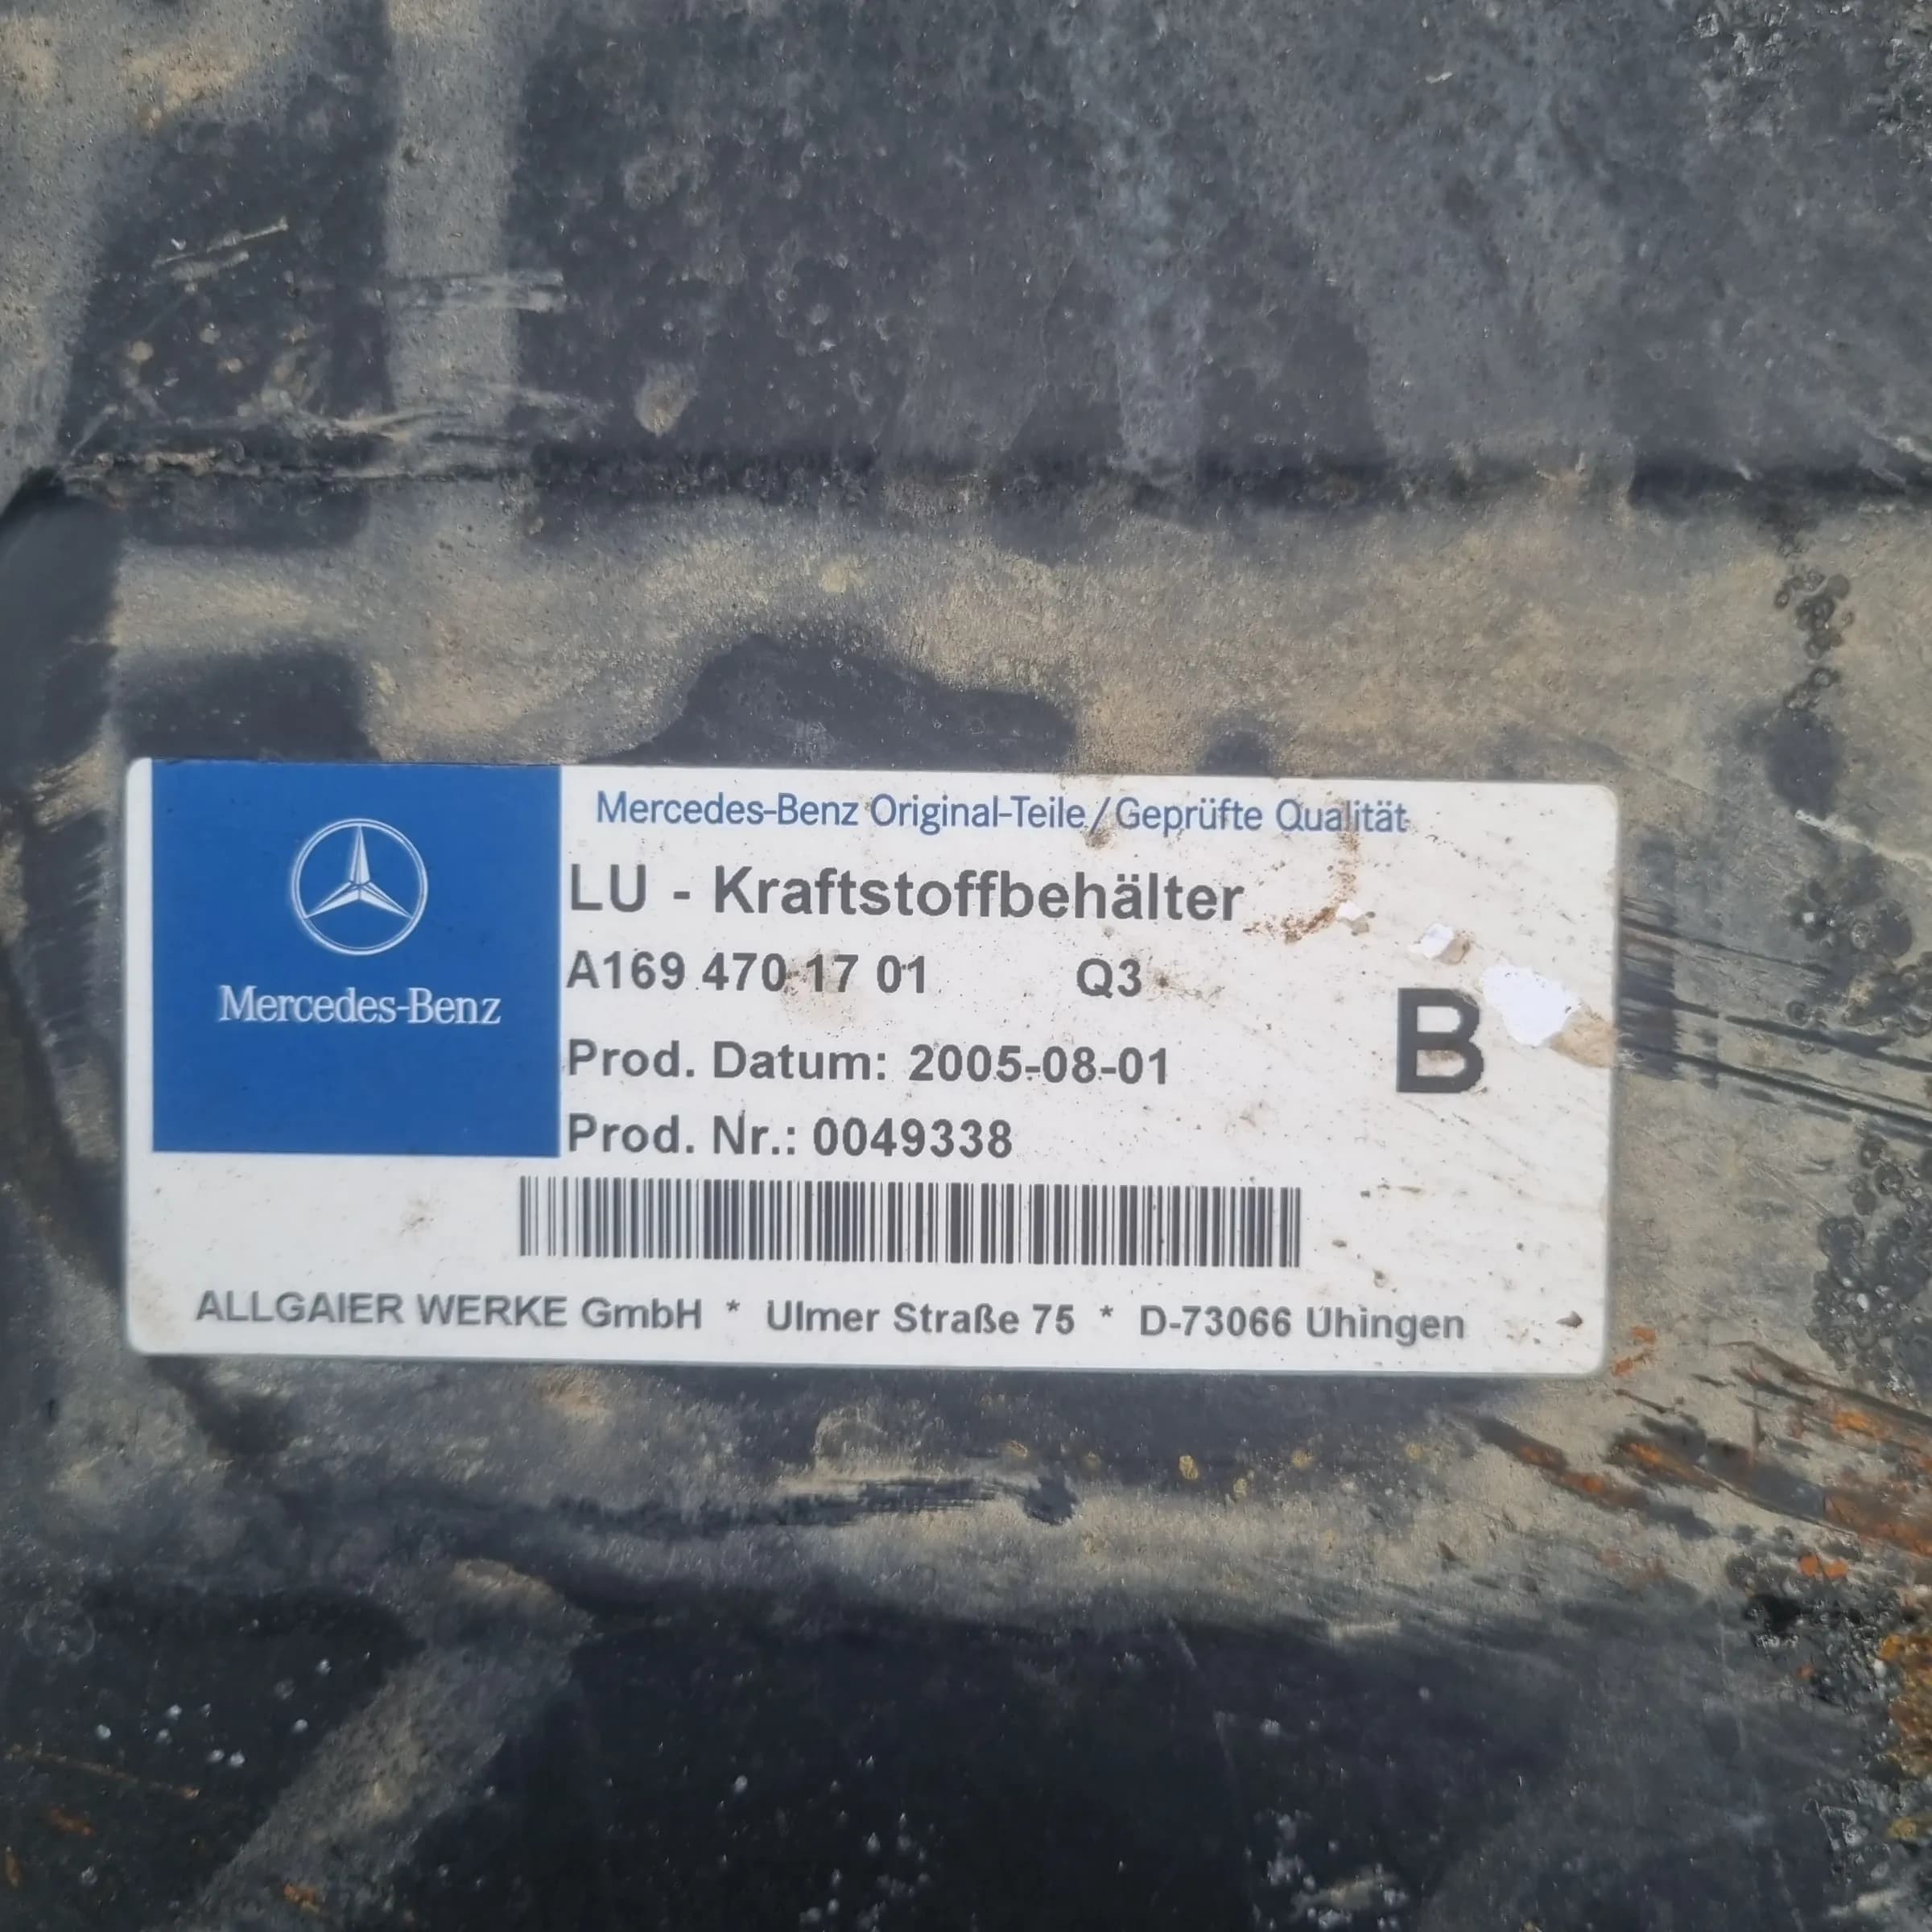 Mercedes-Benz
Mercedes-Benz Original-Teile/Geprüfte Qualität
LU - Kraftstoffbehälter
A169 470 17 01 Q3
B
Prod. Datum: 2005-08-01
Prod. Nr.: 0049338
ALLGAIER WERKE GmbH * Ulmer Straße 75 * D-73066 Uhingen